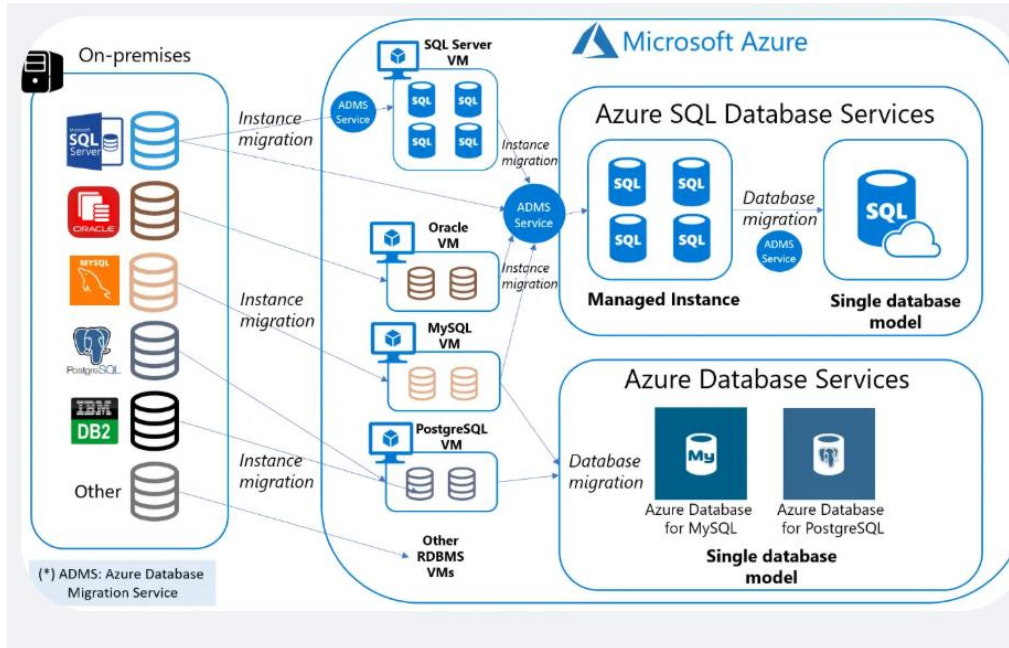 On-premises
Microsoft
SQL
Server
ORACLE
MYSQL
PostgreSQL
IBM
DB2
Other
(*) ADMS: Azure Database
Migration Service
Instance
migration
Instance
migration
Instance
migration
Microsoft Azure
SQL Server
VM
ADMS
Service
SQL
SQL
SQL
SQL
Instance
migration
ADMS
Service
Oracle
VM
Instance
migration
MySQL
VM
PostgreSQL
VM
Other
RDBMS
VMs
Azure SQL Database Services
SQL
SQL
SQL
SQL
Managed Instance
Database
migration
ADMS
Service
SQL
Single database
model
Azure Database Services
Database
migration
My
Azure Database
for MySQL
Azure Database
for PostgreSQL
Single database
model